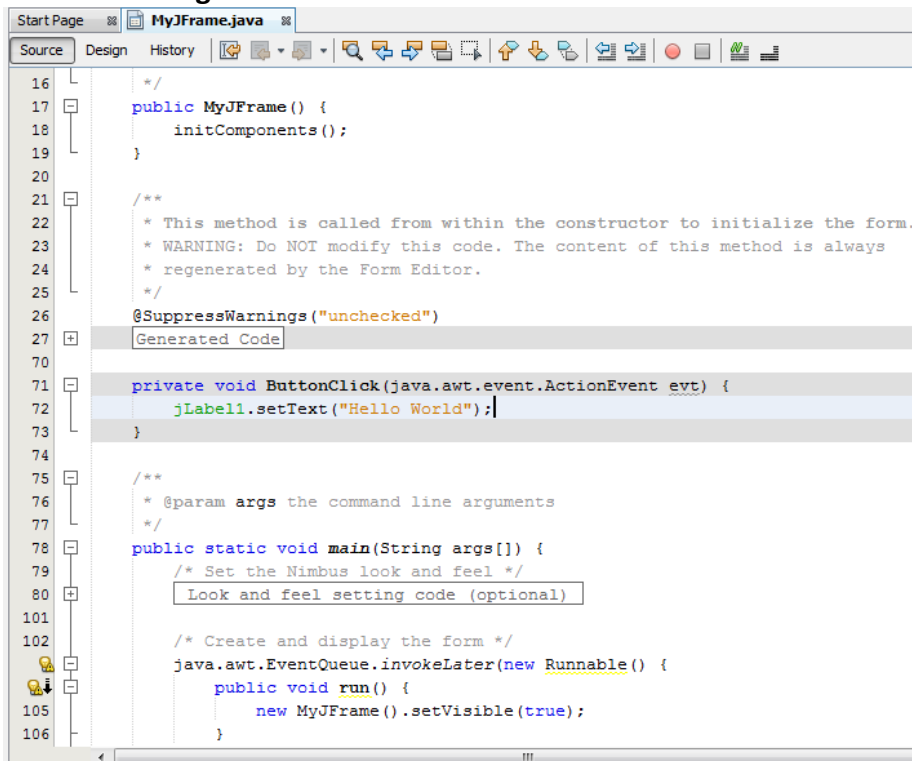 Start Page MyJFrame.java
Source Design History
16 */
17 public MyJFrame() {
18 initComponents();
19 }
20
21 /**
22 * This method is called from within the constructor to initialize the form.
23 * WARNING: Do NOT modify this code. The content of this method is always
24 * regenerated by the Form Editor.
25 */
26 @SuppressWarnings("unchecked")
27 Generated Code
70
71 private void ButtonClick(java.awt.event.ActionEvent evt) {
72 jLabel1.setText("Hello World");
73 }
74
75 /**
76 * @param args the command line arguments
77 */
78 public static void main(String args[]) {
79 /* Set the Nimbus look and feel */
80 Look and feel setting code (optional)
101
102 /* Create and display the form */
java.awt.EventQueue.invokeLater(new Runnable() {
public void run() {
105 new MyJFrame().setVisible(true);
106 }